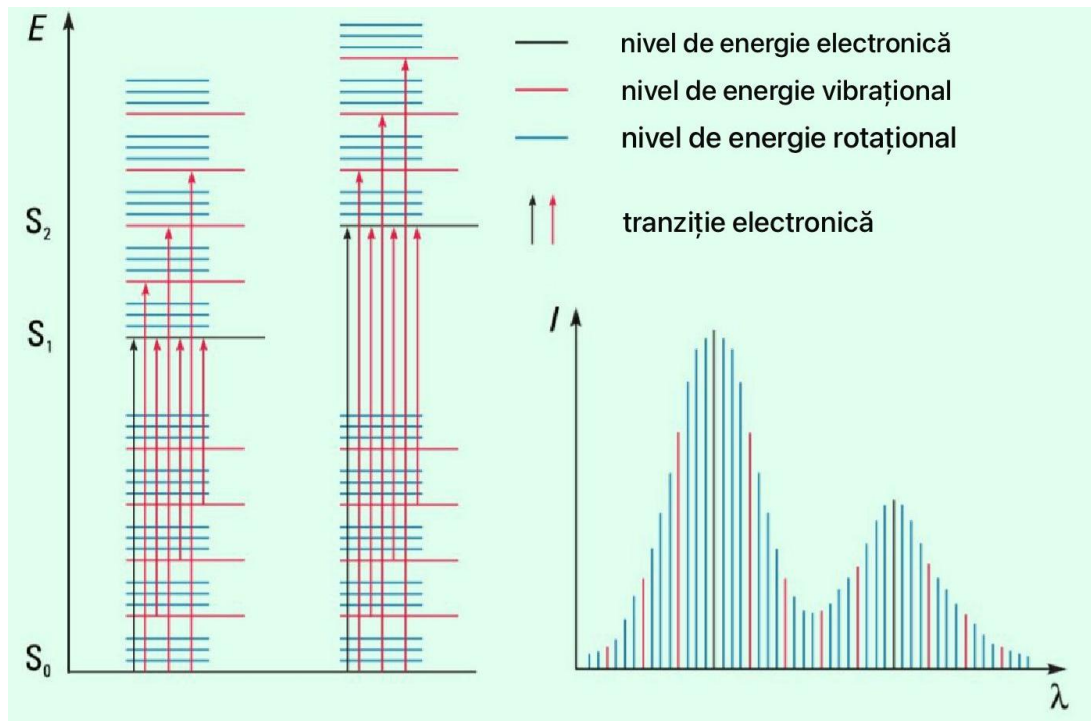 E
nivel de energie electronică
nivel de energie vibrațional
nivel de energie rotațional
tranziție electronică
S₂
S₁
S₀
I
λ